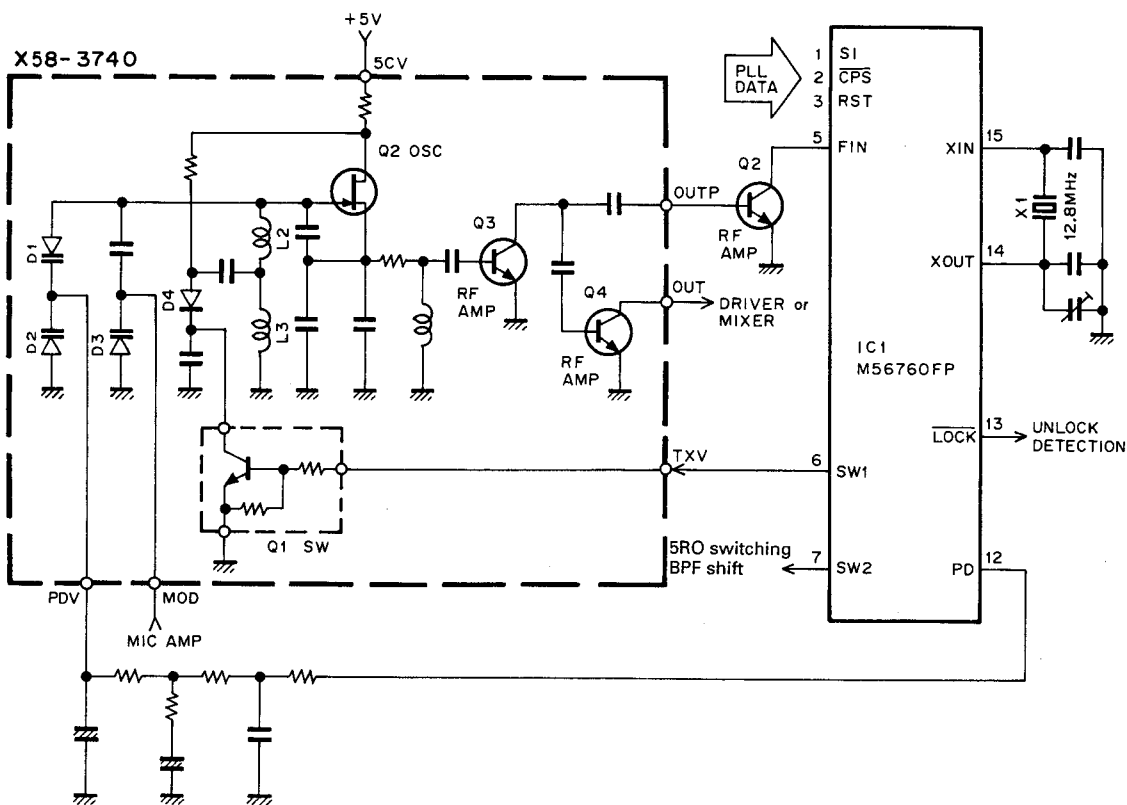 +5V
X58-3740
5CV
Q2 OSC
D1
D2
D3
D4
L2
L3
Q3
RF
AMP
Q4
RF
AMP
OUTP
OUT
DRIVER or
MIXER
Q2
RF
AMP
PLL
DATA
1 SI
2 CPS
3 RST
5 FIN
XIN 15
X1
12.8MHz
XOUT 14
IC1
M56760FP
LOCK 13
UNLOCK
DETECTION
TXV
6 SW1
Q1 SW
5RO switching
BPF shift
7 SW2
PD 12
PDV
MOD
MIC AMP